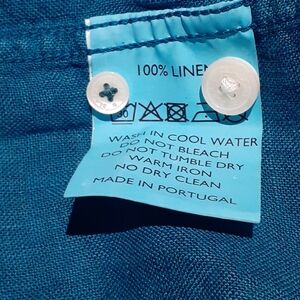 100% LINEN
30
WASH IN COOL WATER
DO NOT BLEACH
DO NOT TUMBLE DRY
WARM IRON
NO DRY CLEAN
MADE IN PORTUGAL